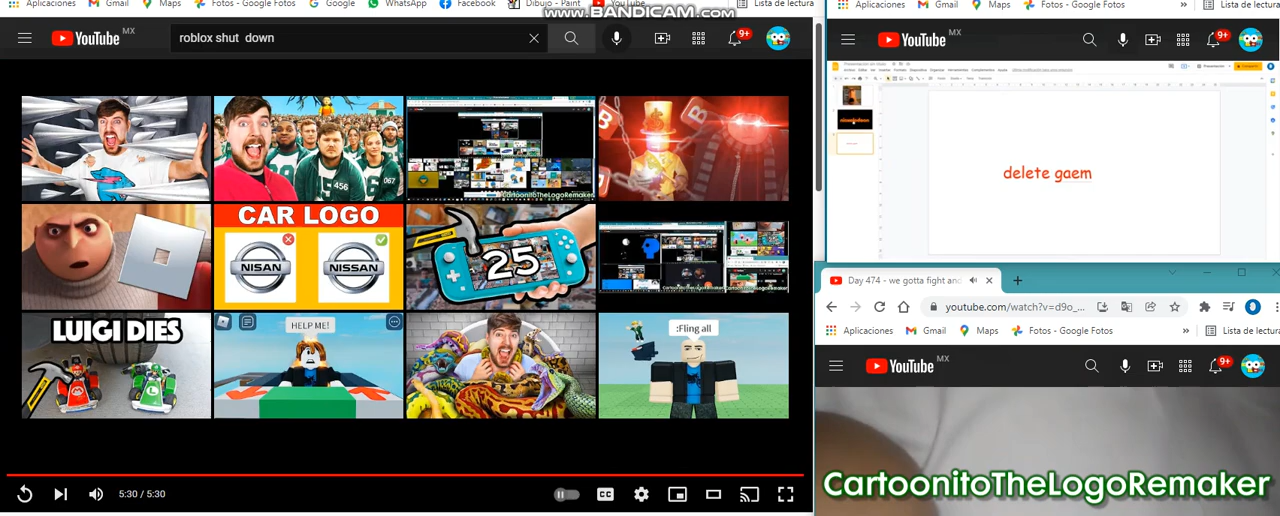 Aplicaciones Gmail Maps Fotos - Google Fotos Google WhatsApp Facebook Dibujo - Paint YouTube Lista de lectura
www.BANDICAM.com
YouTube MX
roblox shut down
9+
456
CartoonitoTheLogoRemaker
CAR LOGO
NISAN
NISSAN
25
LUIGI DIES
HELP ME!
:Fling all
5:30 / 5:30
CC
Aplicaciones Gmail Maps Fotos - Google Fotos » Lista de lectura
YouTube MX
9+
nickelodeon
delete gaem
Day 474 - we gotta fight and
youtube.com/watch?v=d9o_...
Aplicaciones Gmail Maps Fotos - Google Fotos » Lista de lectura
YouTube MX
9+
CartoonitoTheLogoRemaker